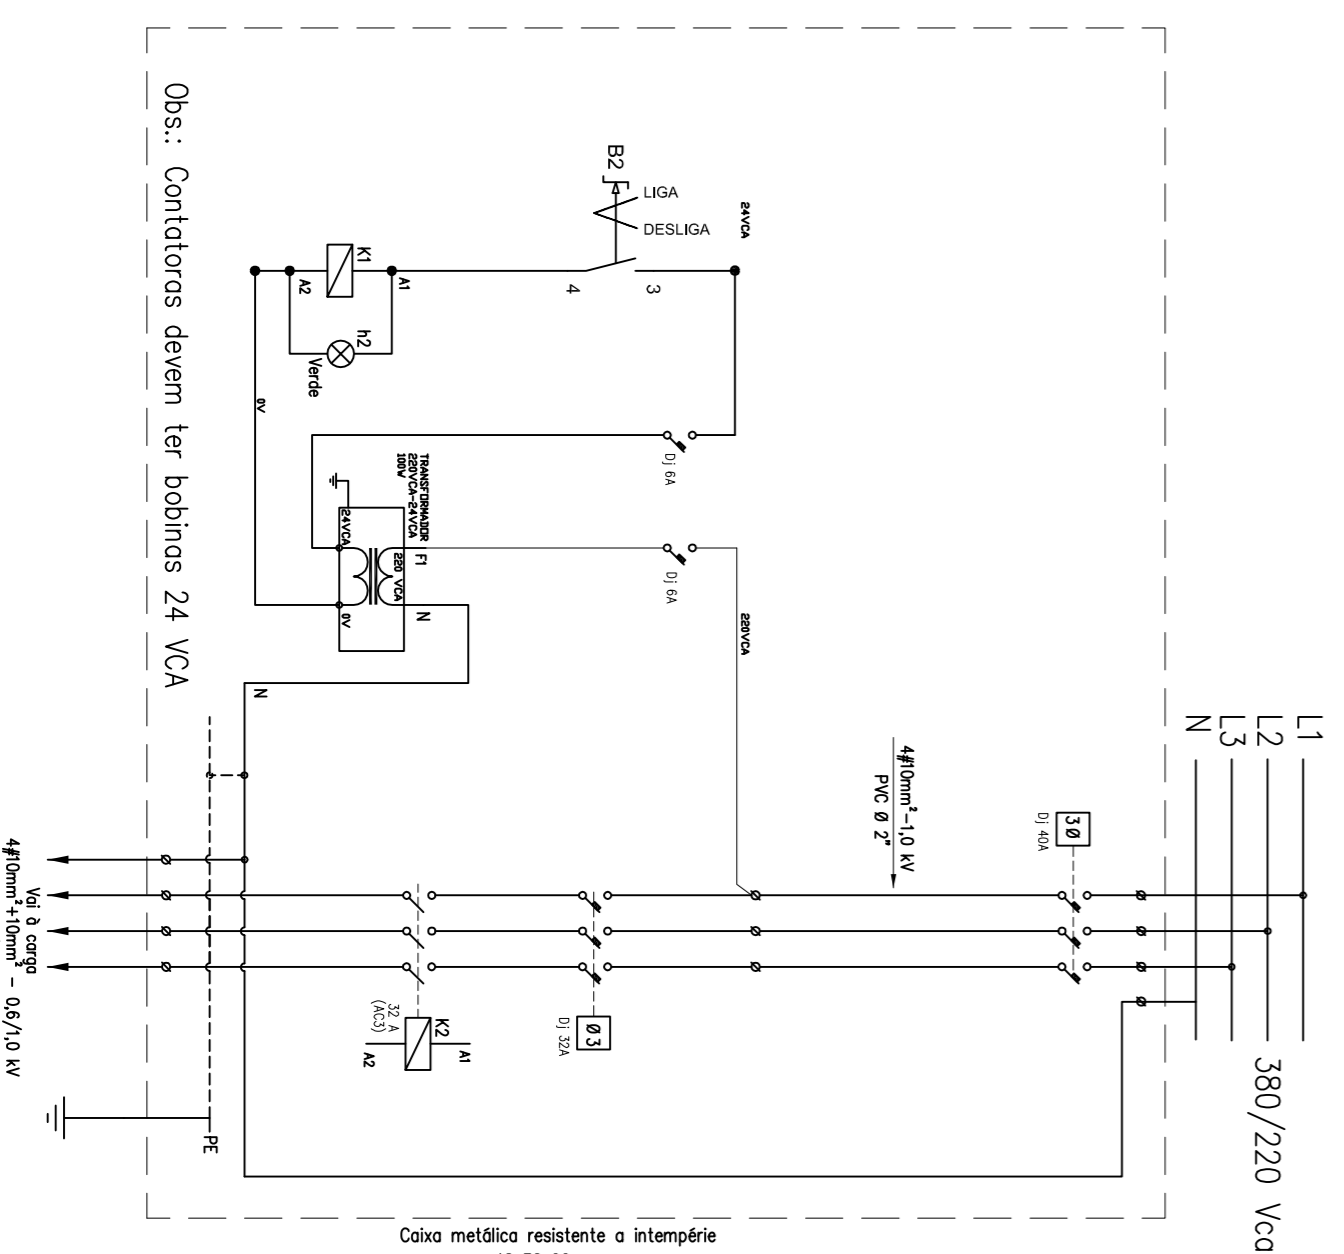 L1
L2
L3
N
380/220 Vca
3Ø
Dj 40A
4#10mm²-1,0 kV
PVC Ø 2"
24VCA
B2
LIGA
DESLIGA
3
4
K1
A1
A2
h2
Verde
0V
Dj 6A
Dj 6A
220VCA
TRANSFORMADOR
220VCA-24VCA
100W
F1
N
220 VCA
24VCA
0V
N
Ø3
Dj 32A
K2
32 A
(AC3)
A1
A2
PE
Vai à carga
4#10mm²+10mm² - 0,6/1,0 kV
Obs.: Contatoras devem ter bobinas 24 VCA
Caixa metálica resistente a intempérie